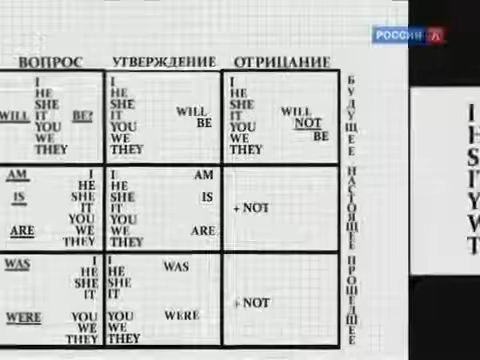 РОССИЯ К
ВОПРОС УТВЕРЖДЕНИЕ ОТРИЦАНИЕ
БУДУЩЕЕ НАСТОЯЩЕЕ ПРОШЕДШЕЕ
I
HE
SHE
WILL IT BE?
YOU
WE
THEY
I
HE
SHE WILL
IT BE
YOU
WE
THEY
I
HE
SHE WILL
IT NOT
YOU BE
WE
THEY
AM I
HE
IS SHE
IT
YOU
ARE WE
THEY
I AM
HE
SHE IS
IT
YOU
WE ARE
THEY
+ NOT
WAS I
HE
SHE
IT
WERE YOU
WE
THEY
I WAS
HE
SHE
IT
YOU WERE
WE
THEY
+ NOT
I